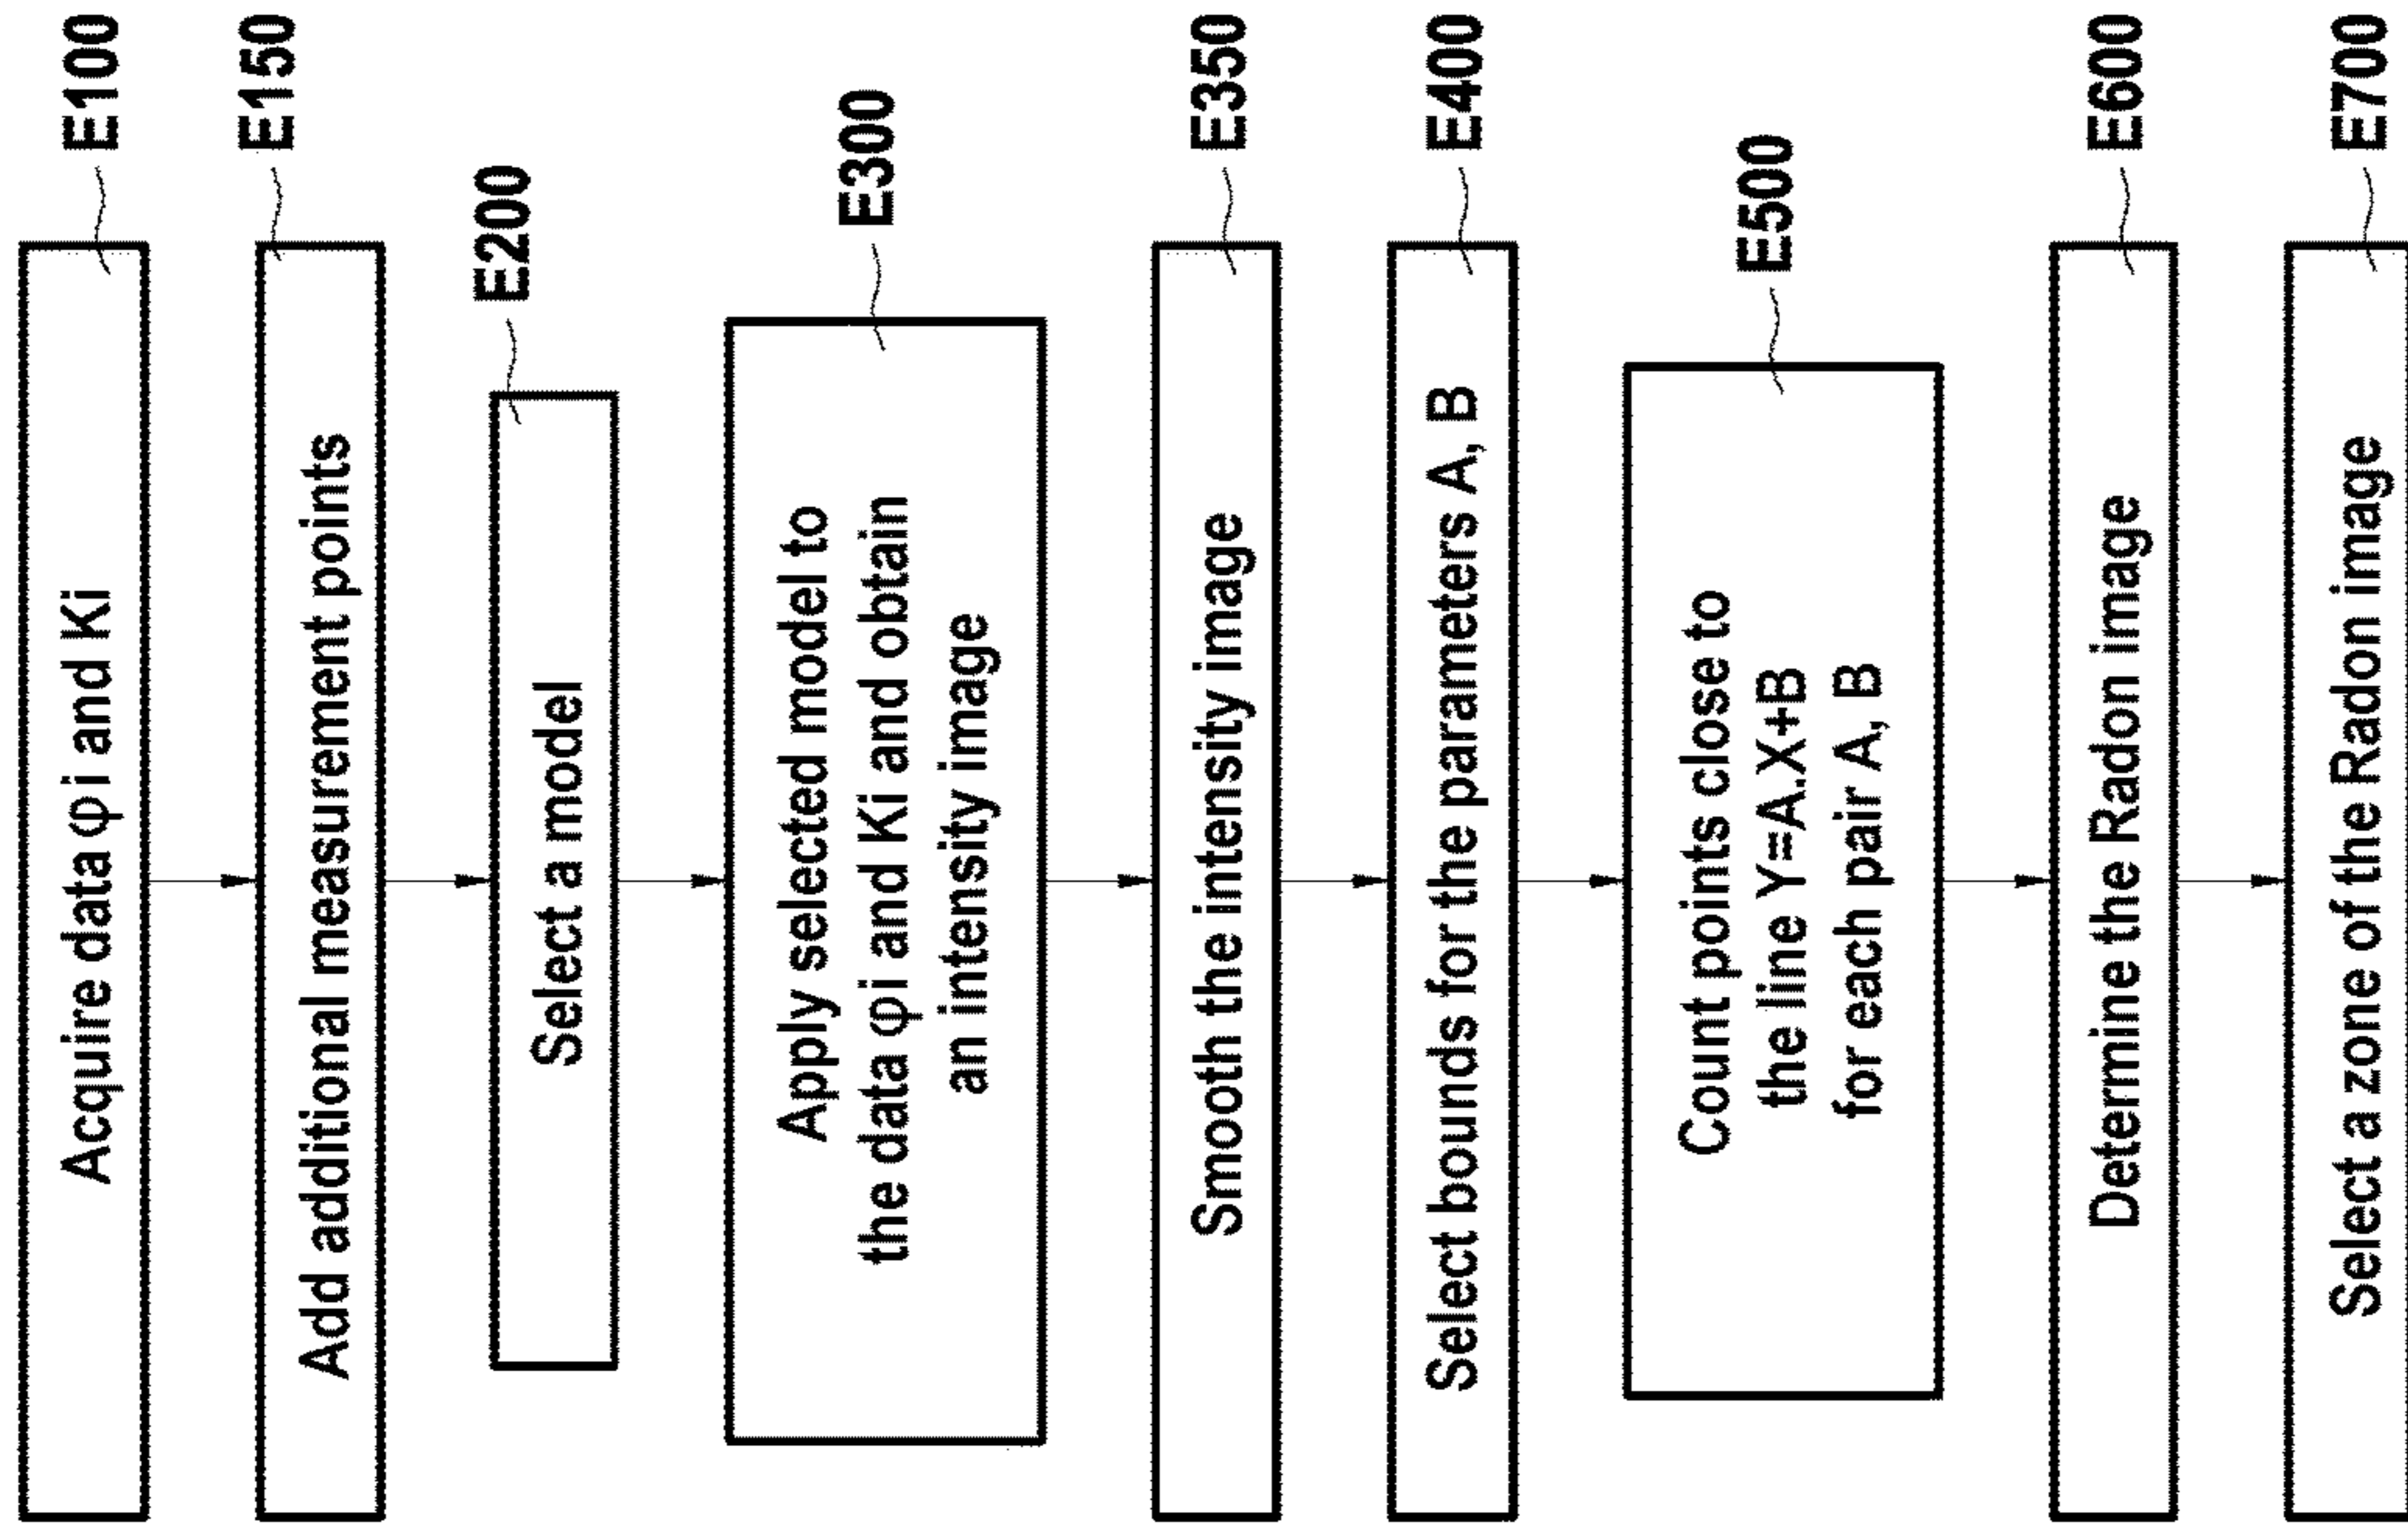 E100
Acquire data φi and Ki
E150
Add additional measurement points
E200
Select a model
E300
Apply selected model to
the data φi and Ki and obtain
an intensity image
E350
Smooth the intensity image
E400
Select bounds for the parameters A, B
E500
Count points close to
the line Y=A.X+B
for each pair A, B
E600
Determine the Radon image
E700
Select a zone of the Radon image